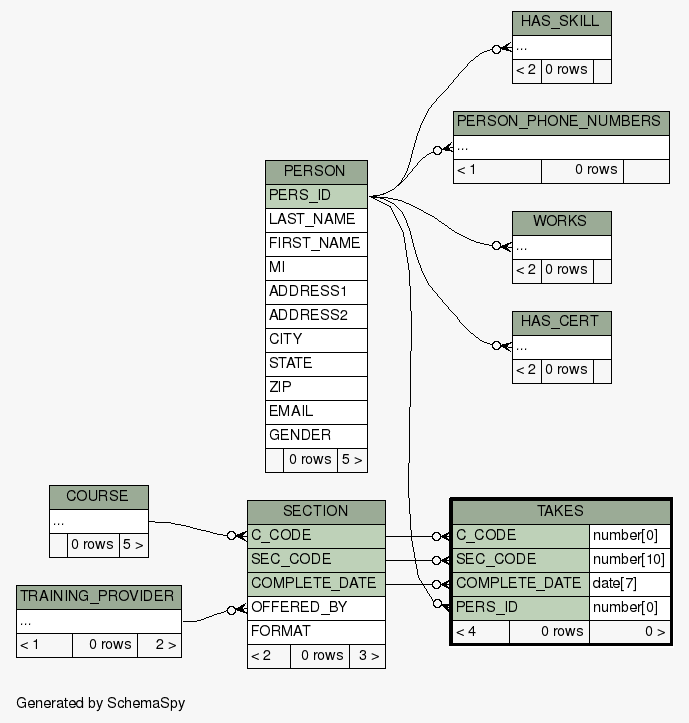 HAS_SKILL
...
< 2 0 rows
PERSON_PHONE_NUMBERS
...
< 1 0 rows
PERSON
PERS_ID
LAST_NAME
FIRST_NAME
MI
ADDRESS1
ADDRESS2
CITY
STATE
ZIP
EMAIL
GENDER
0 rows 5 >
WORKS
...
< 2 0 rows
HAS_CERT
...
< 2 0 rows
COURSE
...
0 rows 5 >
TRAINING_PROVIDER
...
< 1 0 rows 2 >
SECTION
C_CODE
SEC_CODE
COMPLETE_DATE
OFFERED_BY
FORMAT
< 2 0 rows 3 >
TAKES
C_CODE number[0]
SEC_CODE number[10]
COMPLETE_DATE date[7]
PERS_ID number[0]
< 4 0 rows 0 >
Generated by SchemaSpy